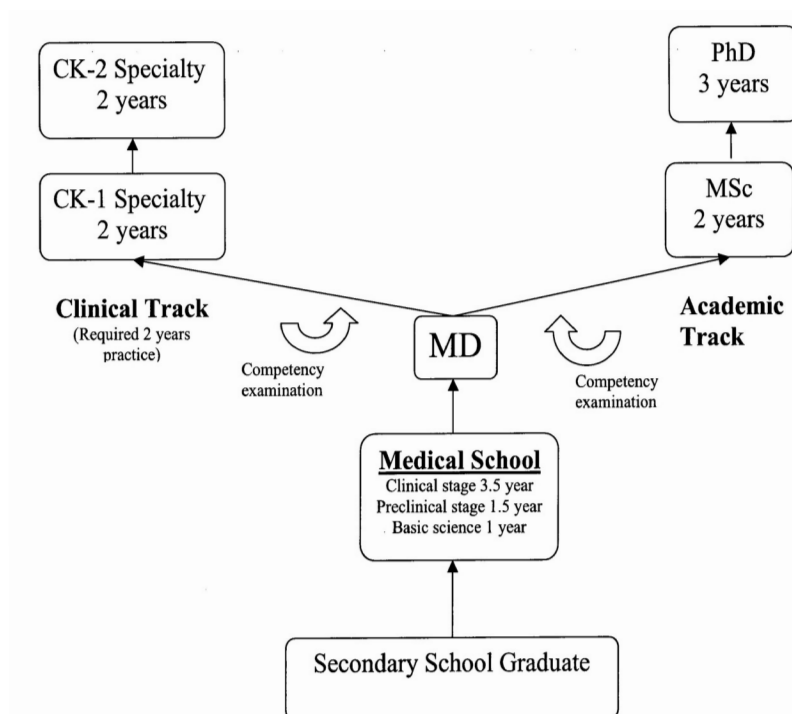 CK-2 Specialty
2 years
PhD
3 years
CK-1 Specialty
2 years
MSc
2 years
Clinical Track
(Required 2 years
practice)
Academic
Track
MD
Competency
examination
Competency
examination
Medical School
Clinical stage 3.5 year
Preclinical stage 1.5 year
Basic science 1 year
Secondary School Graduate